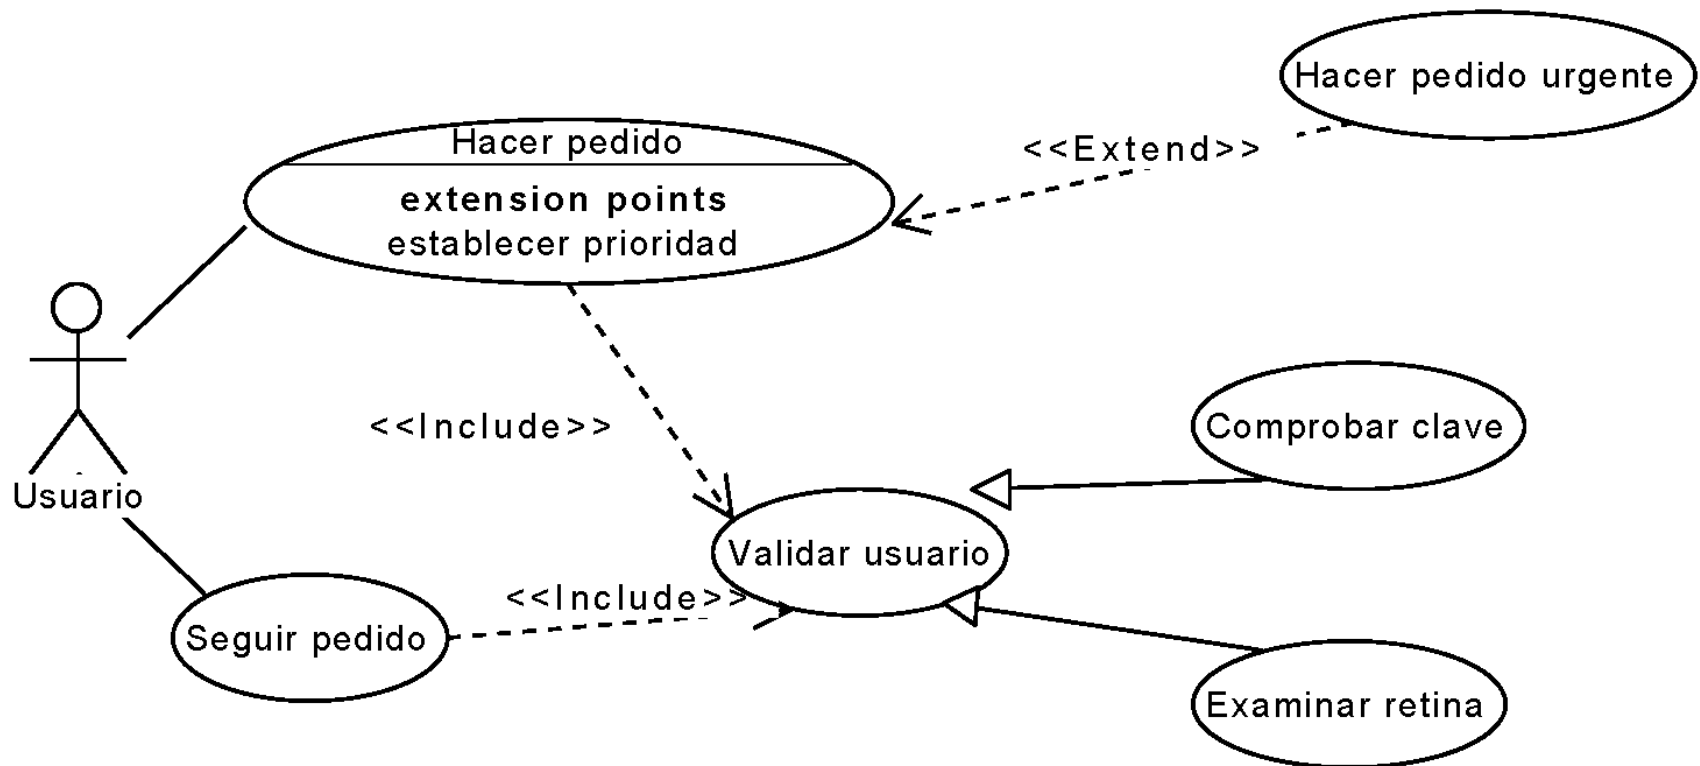 Hacer pedido urgente
<<Extend>>
Hacer pedido
extension points
establecer prioridad
<<Include>>
Comprobar clave
Usuario
Validar usuario
<<Include>>
Seguir pedido
Examinar retina